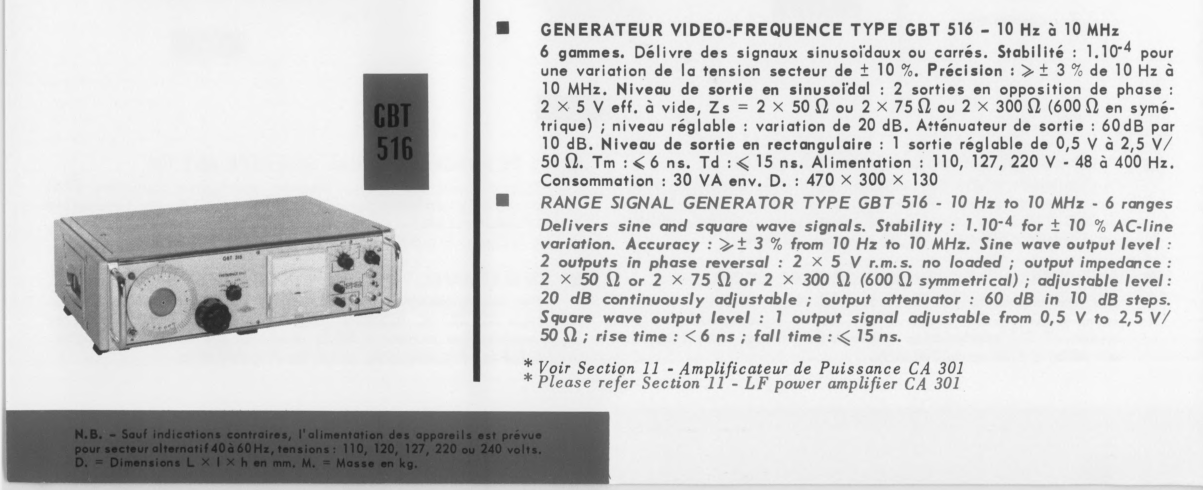 GBT
516
■ GENERATEUR VIDEO-FREQUENCE TYPE GBT 516 - 10 Hz à 10 MHz
6 gammes. Délivre des signaux sinusoïdaux ou carrés. Stabilité : 1.10⁻⁴ pour
une variation de la tension secteur de ± 10 %. Précision : ⩾ ± 3 % de 10 Hz à
10 MHz. Niveau de sortie en sinusoïdal : 2 sorties en opposition de phase :
2 × 5 V eff. à vide, Zs = 2 × 50 Ω ou 2 × 75 Ω ou 2 × 300 Ω (600 Ω en symé-
trique) ; niveau réglable : variation de 20 dB. Atténuateur de sortie : 60 dB par
10 dB. Niveau de sortie en rectangulaire : 1 sortie réglable de 0,5 V à 2,5 V/
50 Ω. Tm : ⩽ 6 ns. Td : ⩽ 15 ns. Alimentation : 110, 127, 220 V - 48 à 400 Hz.
Consommation : 30 VA env. D. : 470 × 300 × 130
■ RANGE SIGNAL GENERATOR TYPE GBT 516 - 10 Hz to 10 MHz - 6 ranges
Delivers sine and square wave signals. Stability : 1.10⁻⁴ for ± 10 % AC-line
variation. Accuracy : ⩾ ± 3 % from 10 Hz to 10 MHz. Sine wave output level :
2 outputs in phase reversal : 2 × 5 V r.m.s. no loaded ; output impedance :
2 × 50 Ω or 2 × 75 Ω or 2 × 300 Ω (600 Ω symmetrical) ; adjustable level :
20 dB continuously adjustable ; output attenuator : 60 dB in 10 dB steps.
Square wave output level : 1 output signal adjustable from 0,5 V to 2,5 V/
50 Ω ; rise time : < 6 ns ; fall time : ⩽ 15 ns.
* Voir Section 11 - Amplificateur de Puissance CA 301
* Please refer Section 11 - LF power amplifier CA 301
GBT 516
N.B. - Sauf indications contraires, l'alimentation des appareils est prévue
pour secteur alternatif 40 à 60 Hz, tensions : 110, 120, 127, 220 ou 240 volts.
D. = Dimensions L × l × h en mm. M. = Masse en kg.